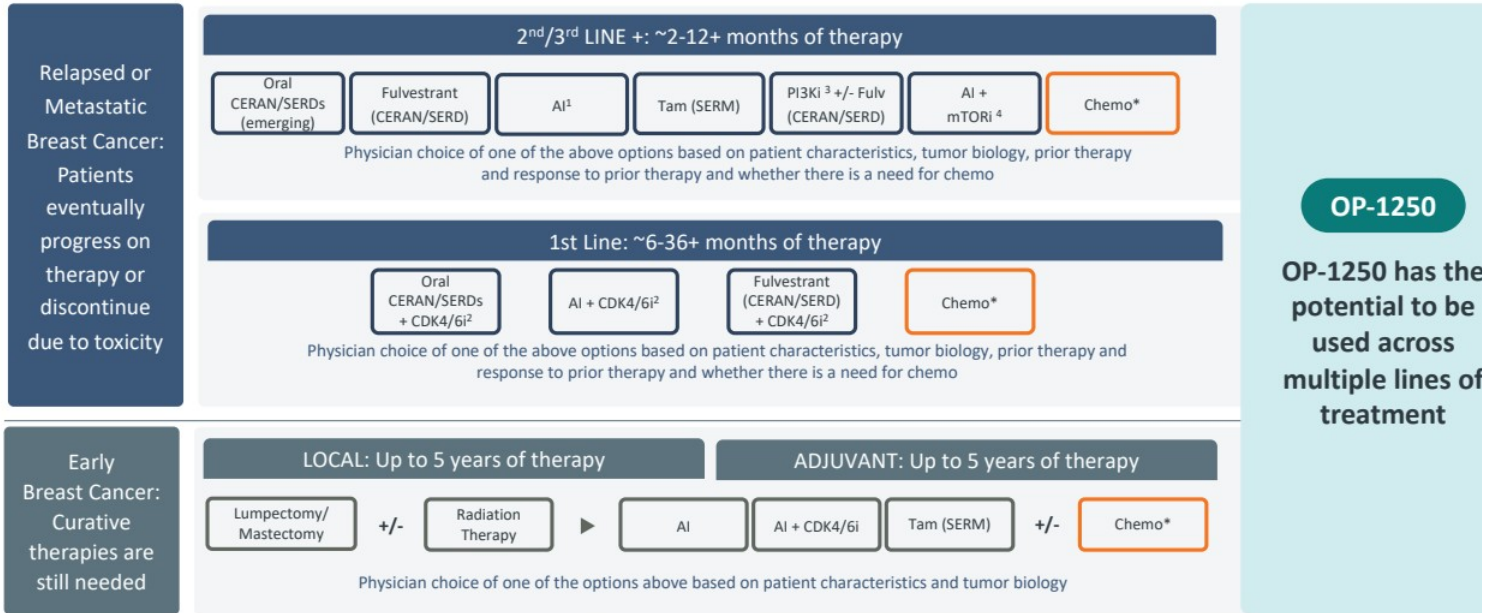 Relapsed or
Metastatic
Breast Cancer:
Patients
eventually
progress on
therapy or
discontinue
due to toxicity
2nd/3rd LINE +: ~2-12+ months of therapy
Oral
CERAN/SERDs
(emerging)
Fulvestrant
(CERAN/SERD)
AI1
Tam (SERM)
PI3Ki 3 +/- Fulv
(CERAN/SERD)
AI +
mTORi 4
Chemo*
Physician choice of one of the above options based on patient characteristics, tumor biology, prior therapy
and response to prior therapy and whether there is a need for chemo
1st Line: ~6-36+ months of therapy
Oral
CERAN/SERDs
+ CDK4/6i2
AI + CDK4/6i2
Fulvestrant
(CERAN/SERD)
+ CDK4/6i2
Chemo*
Physician choice of one of the above options based on patient characteristics, tumor biology, prior therapy and
response to prior therapy and whether there is a need for chemo
Early
Breast Cancer:
Curative
therapies are
still needed
LOCAL: Up to 5 years of therapy
ADJUVANT: Up to 5 years of therapy
Lumpectomy/
Mastectomy
+/-
Radiation
Therapy
AI
AI + CDK4/6i
Tam (SERM)
+/-
Chemo*
Physician choice of one of the options above based on patient characteristics and tumor biology
OP-1250
OP-1250 has the
potential to be
used across
multiple lines of
treatment